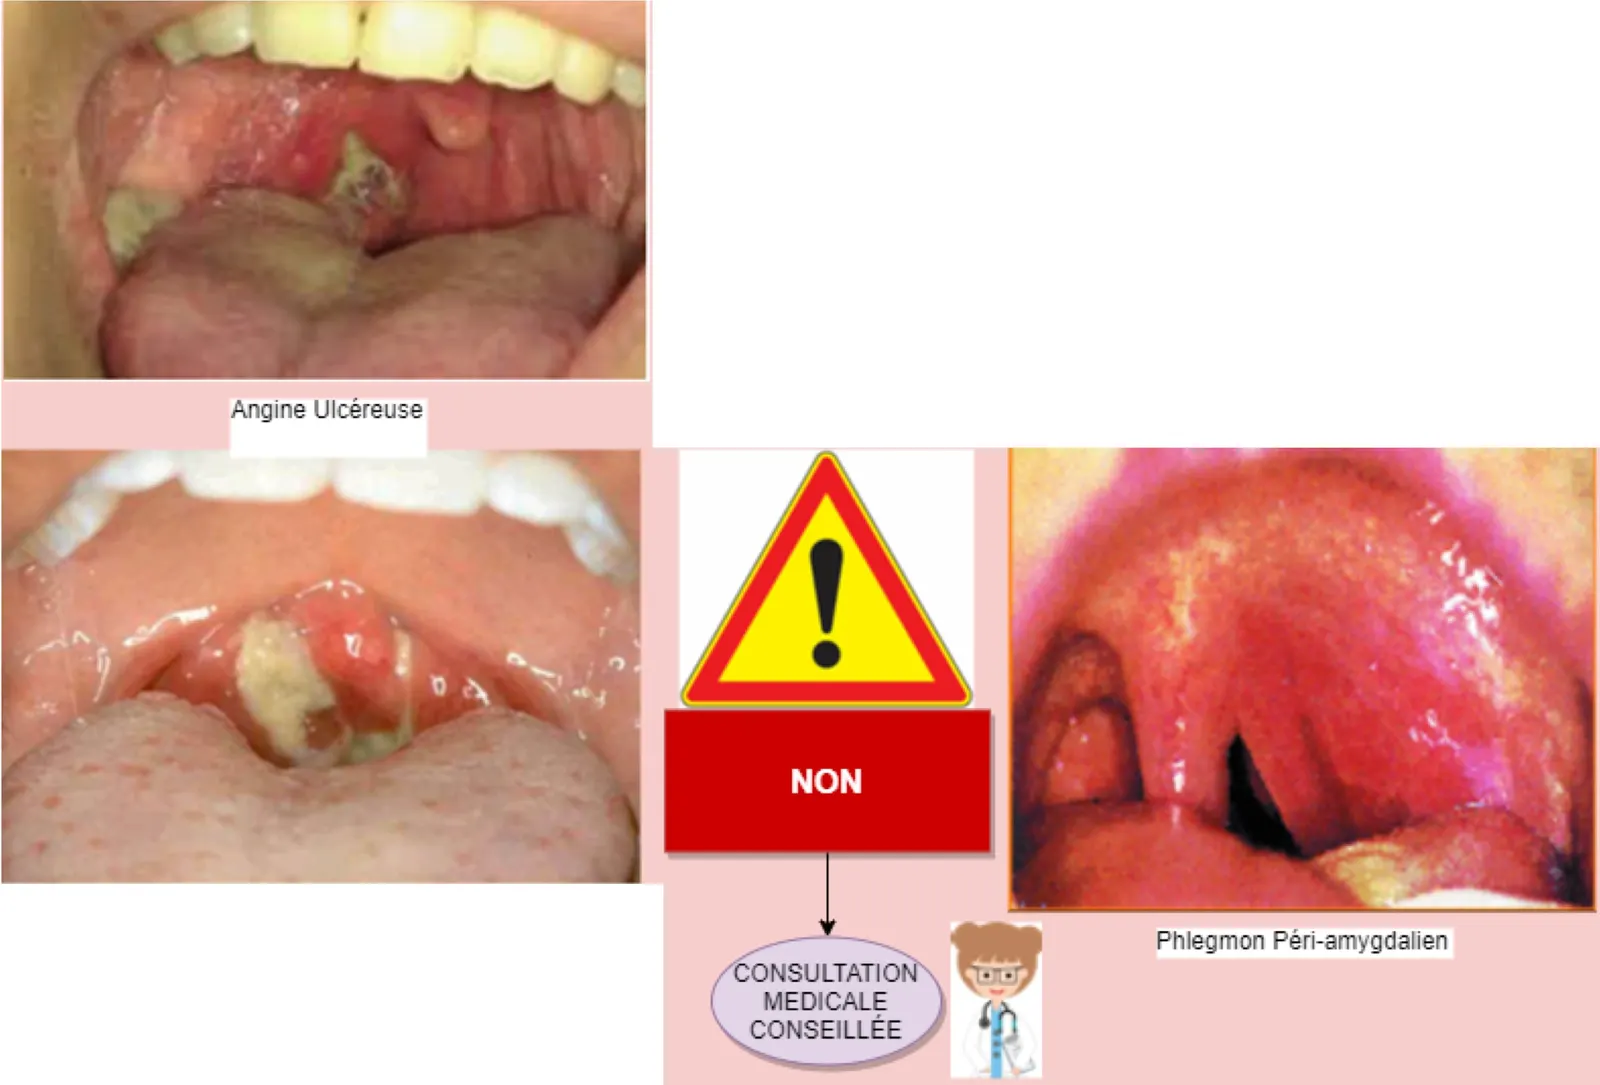 Angine Ulcéreuse
NON
Phlegmon Péri-amygdalien
CONSULTATION
MEDICALE
CONSEILLÉE